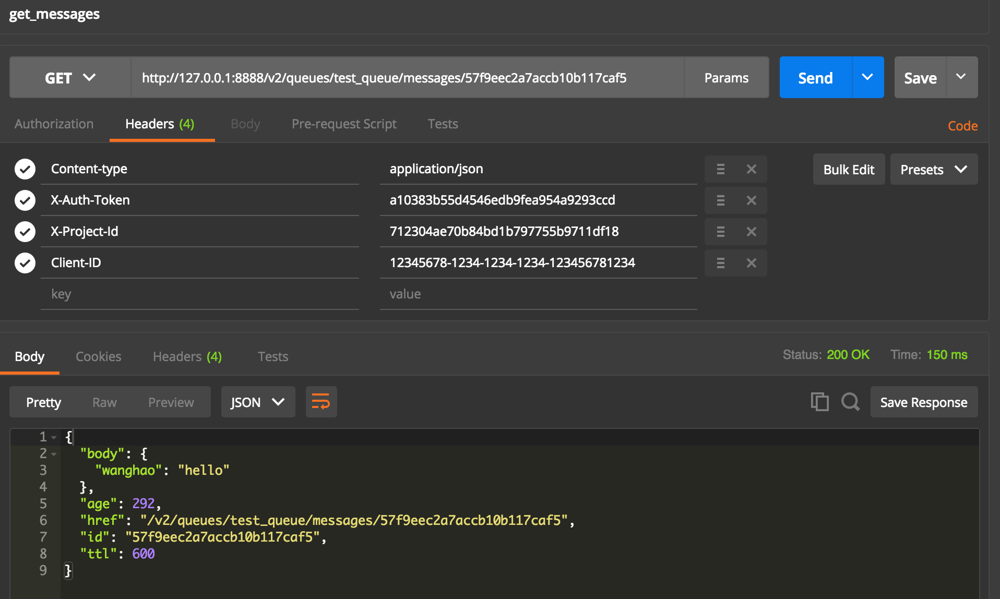 get_messages
GET http://127.0.0.1:8888/v2/queues/test_queue/messages/57f9eec2a7accb10b117caf5 Params Send Save
Authorization Headers (4) Body Pre-request Script Tests Code
Content-type application/json Bulk Edit Presets
X-Auth-Token a10383b55d4546edb9fea954a9293ccd
X-Project-Id 712304ae70b84bd1b797755b9711df18
Client-ID 12345678-1234-1234-1234-123456781234
key value
Body Cookies Headers (4) Tests Status: 200 OK Time: 150 ms
Pretty Raw Preview JSON Save Response
1 {
2 "body": {
3 "wanghao": "hello"
4 },
5 "age": 292,
6 "href": "/v2/queues/test_queue/messages/57f9eec2a7accb10b117caf5",
7 "id": "57f9eec2a7accb10b117caf5",
8 "ttl": 600
9 }